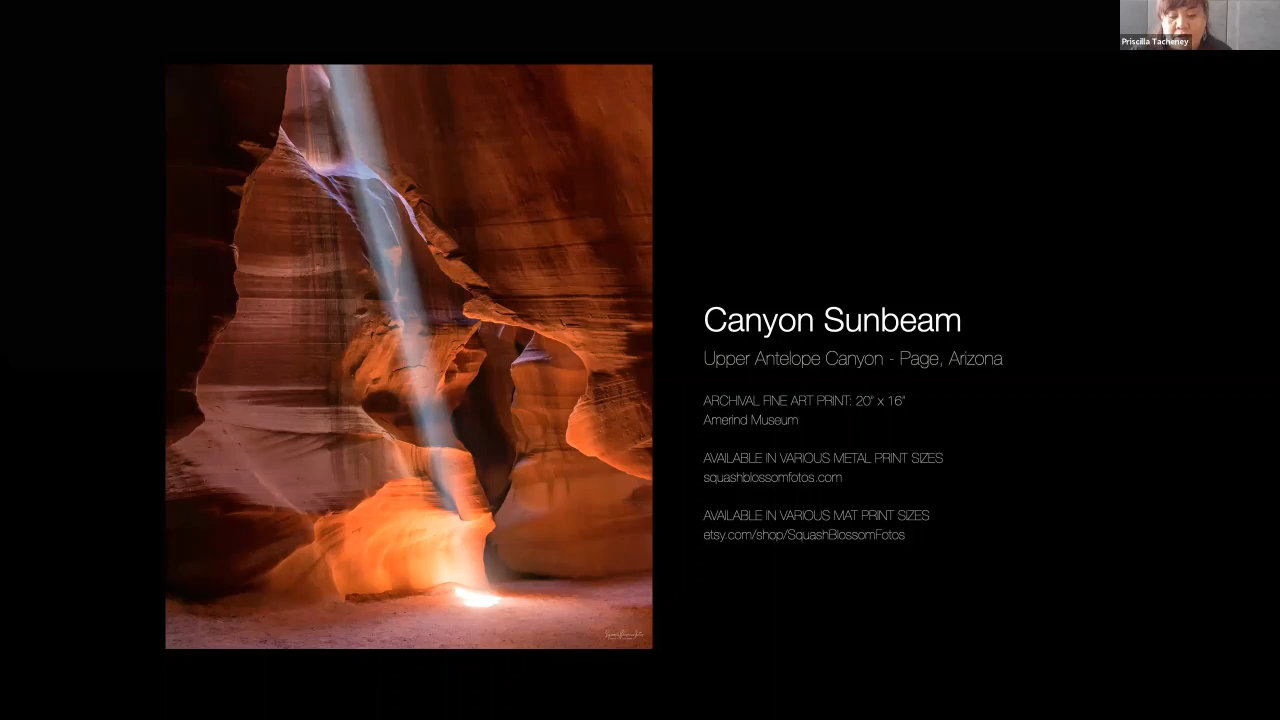 Priscilla Tacheney
Canyon Sunbeam
Upper Antelope Canyon - Page, Arizona
ARCHIVAL FINE ART PRINT: 20" x 16"
Amerind Museum
AVAILABLE IN VARIOUS METAL PRINT SIZES
squashblossomfotos.com
AVAILABLE IN VARIOUS MAT PRINT SIZES
etsy.com/shop/SquashBlossomFotos